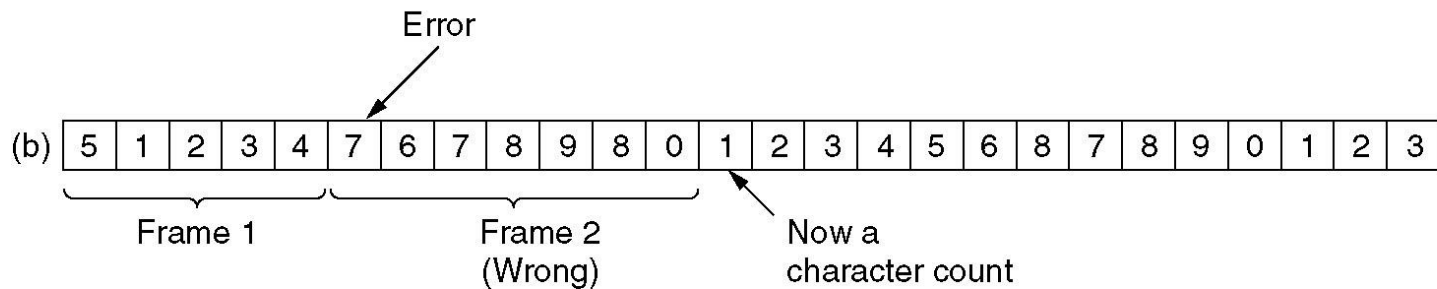 Error
(b) 5 1 2 3 4 7 6 7 8 9 8 0 1 2 3 4 5 6 8 7 8 9 0 1 2 3
Frame 1 Frame 2 Now a
(Wrong) character count